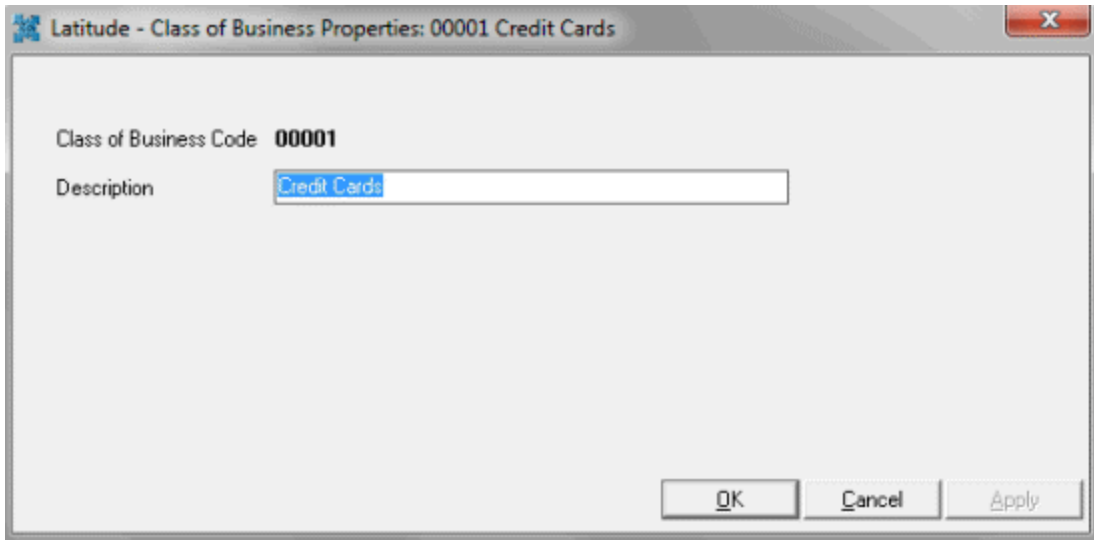 Latitude - Class of Business Properties: 00001 Credit Cards
Class of Business Code 00001
Description Credit Cards
OK Cancel Apply